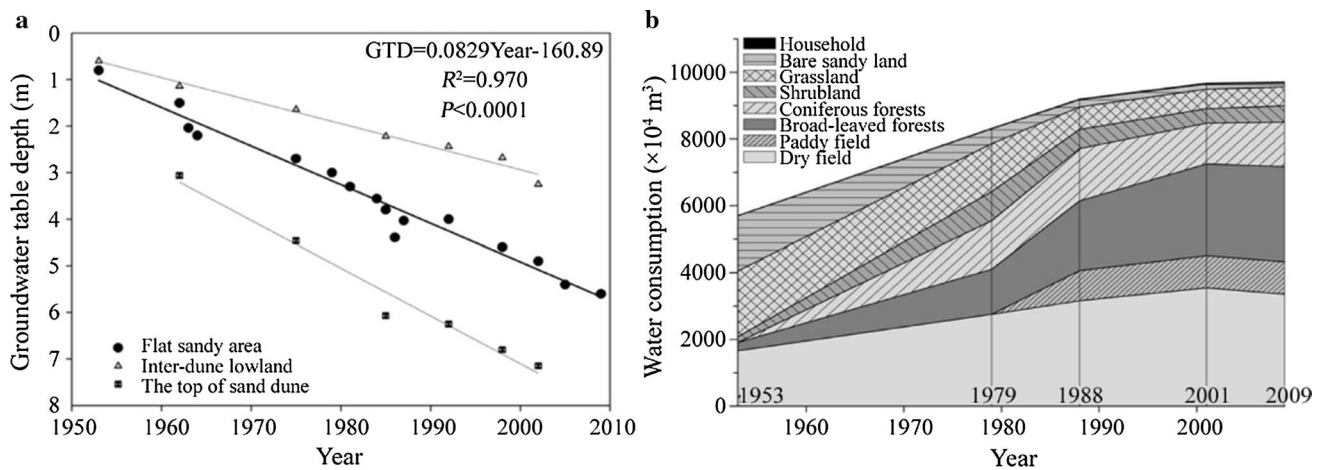 a
GTD=0.0829Year-160.89
R²=0.970
P<0.0001
Groundwater table depth (m)
0
1
2
3
4
5
6
7
8
Flat sandy area
Inter-dune lowland
The top of sand dune
1950 1960 1970 1980 1990 2000 2010
Year
b
Household
Bare sandy land
Grassland
Shrubland
Coniferous forests
Broad-leaved forests
Paddy field
Dry field
Water consumption (×10⁴ m³)
10000
8000
6000
4000
2000
0
1953 1979 1988 2001 2009
1960 1970 1980 1990 2000
Year